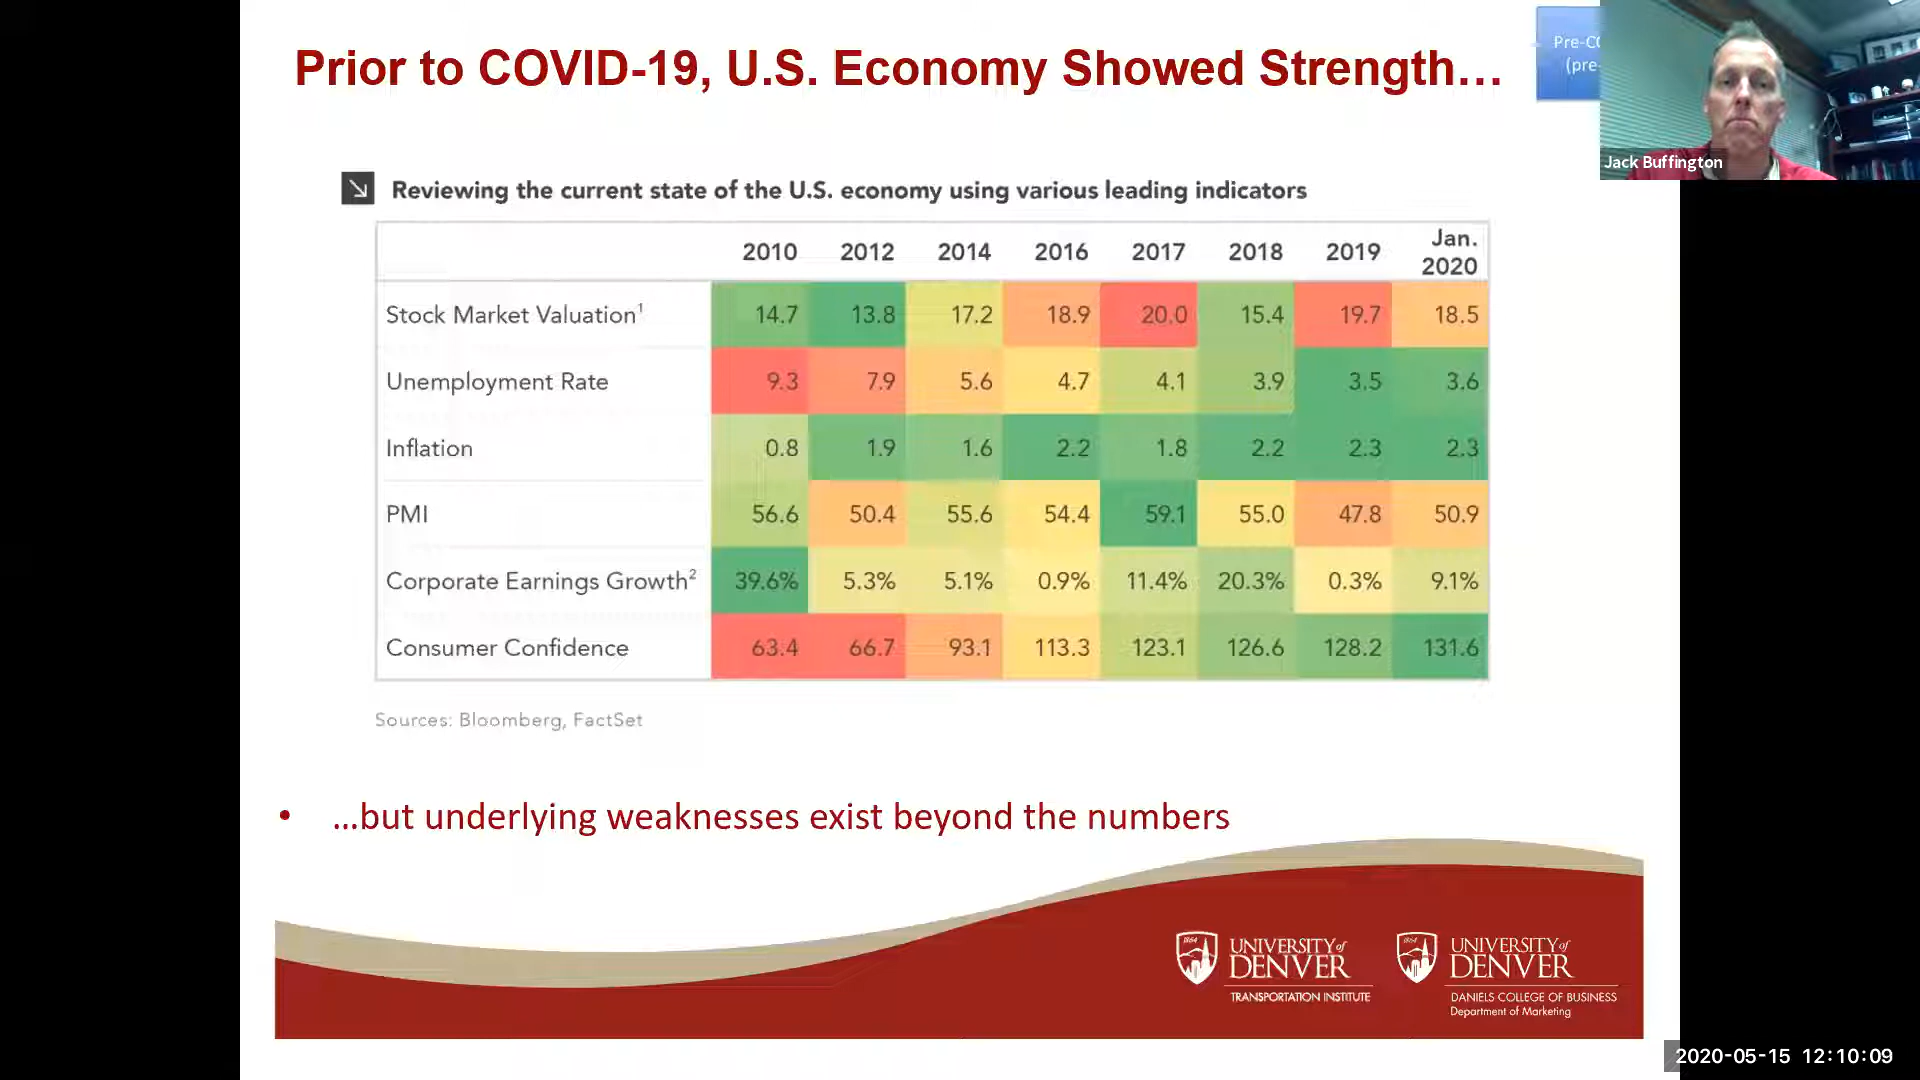 Prior to COVID-19, U.S. Economy Showed Strength...
Pre-CO
(pre-
Jack Buffington
Reviewing the current state of the U.S. economy using various leading indicators
2010 2012 2014 2016 2017 2018 2019 Jan. 2020
Stock Market Valuation¹ 14.7 13.8 17.2 18.9 20.0 15.4 19.7 18.5
Unemployment Rate 9.3 7.9 5.6 4.7 4.1 3.9 3.5 3.6
Inflation 0.8 1.9 1.6 2.2 1.8 2.2 2.3 2.3
PMI 56.6 50.4 55.6 54.4 59.1 55.0 47.8 50.9
Corporate Earnings Growth² 39.6% 5.3% 5.1% 0.9% 11.4% 20.3% 0.3% 9.1%
Consumer Confidence 63.4 66.7 93.1 113.3 123.1 126.6 128.2 131.6
Sources: Bloomberg, FactSet
• ...but underlying weaknesses exist beyond the numbers
1864
UNIVERSITY of
DENVER
TRANSPORTATION INSTITUTE
1864
UNIVERSITY of
DENVER
DANIELS COLLEGE OF BUSINESS
Department of Marketing
2020-05-15 12:10:09